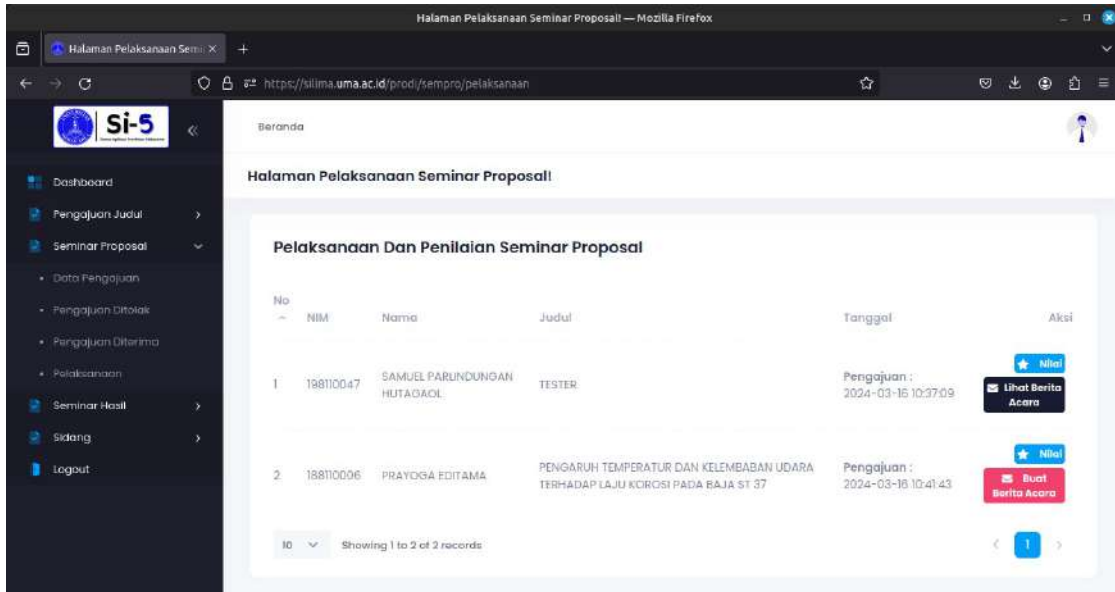 Halaman Pelaksanaan Seminar Proposal! — Mozilla Firefox
Halaman Pelaksanaan Semi
https://silima.uma.ac.id/prodi/sempro/pelaksanaan
Si-5
Beranda
Halaman Pelaksanaan Seminar Proposal!
Dashboard
Pengajuan Judul
Seminar Proposal
Data Pengajuan
Pengajuan Ditolak
Pengajuan Diterima
Pelaksanaan
Seminar Hasil
Sidang
Logout
Pelaksanaan Dan Penilaian Seminar Proposal
No NIM Nama Judul Tanggal Aksi
1 198110047 SAMUEL PARLINDUNGAN HUTAGAOL TESTER Pengajuan : 2024-03-16 10:37:09
Nilai
Lihat Berita
Acara
2 188110096 PRAYOGA EDITAMA PENGARUH TEMPERATUR DAN KELEMBABAN UDARA
TERHADAP LAJU KOROSI PADA BAJA ST 37 Pengajuan : 2024-03-16 10:41:43
Nilai
Buat
Berita Acara
10 Showing 1 to 2 of 2 records
1